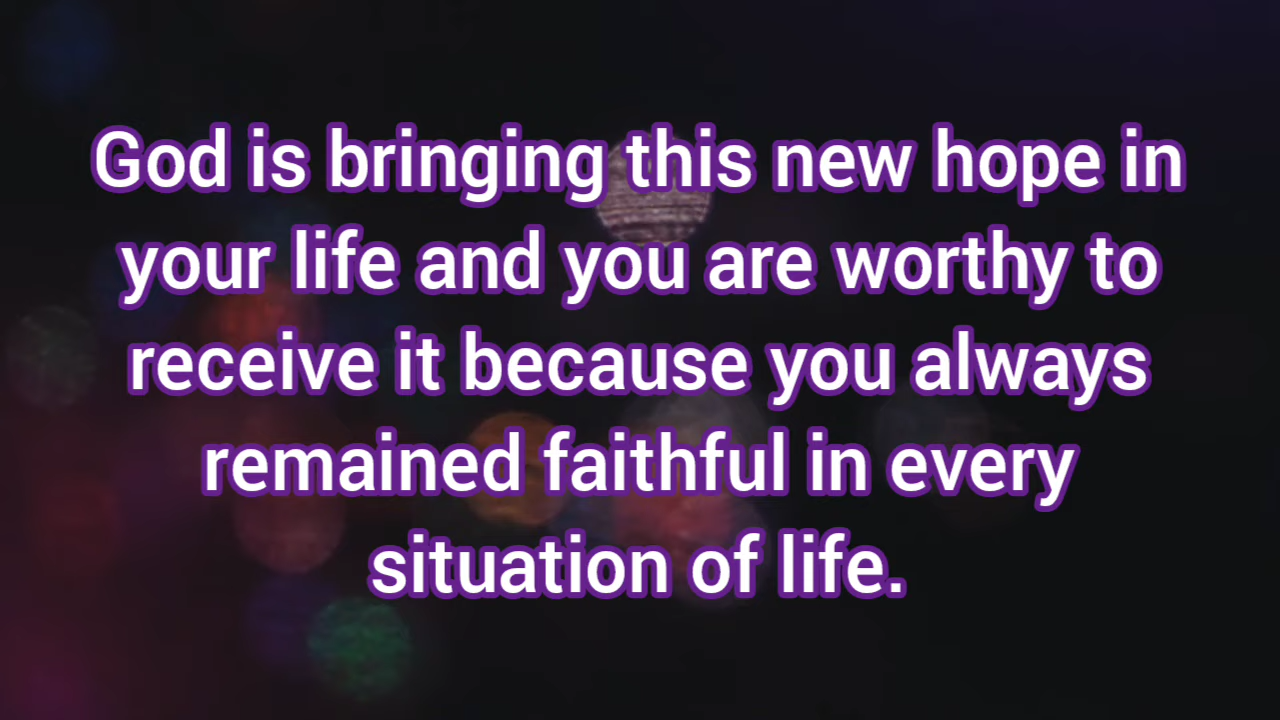 God is bringing this new hope in
your life and you are worthy to
receive it because you always
remained faithful in every
situation of life.